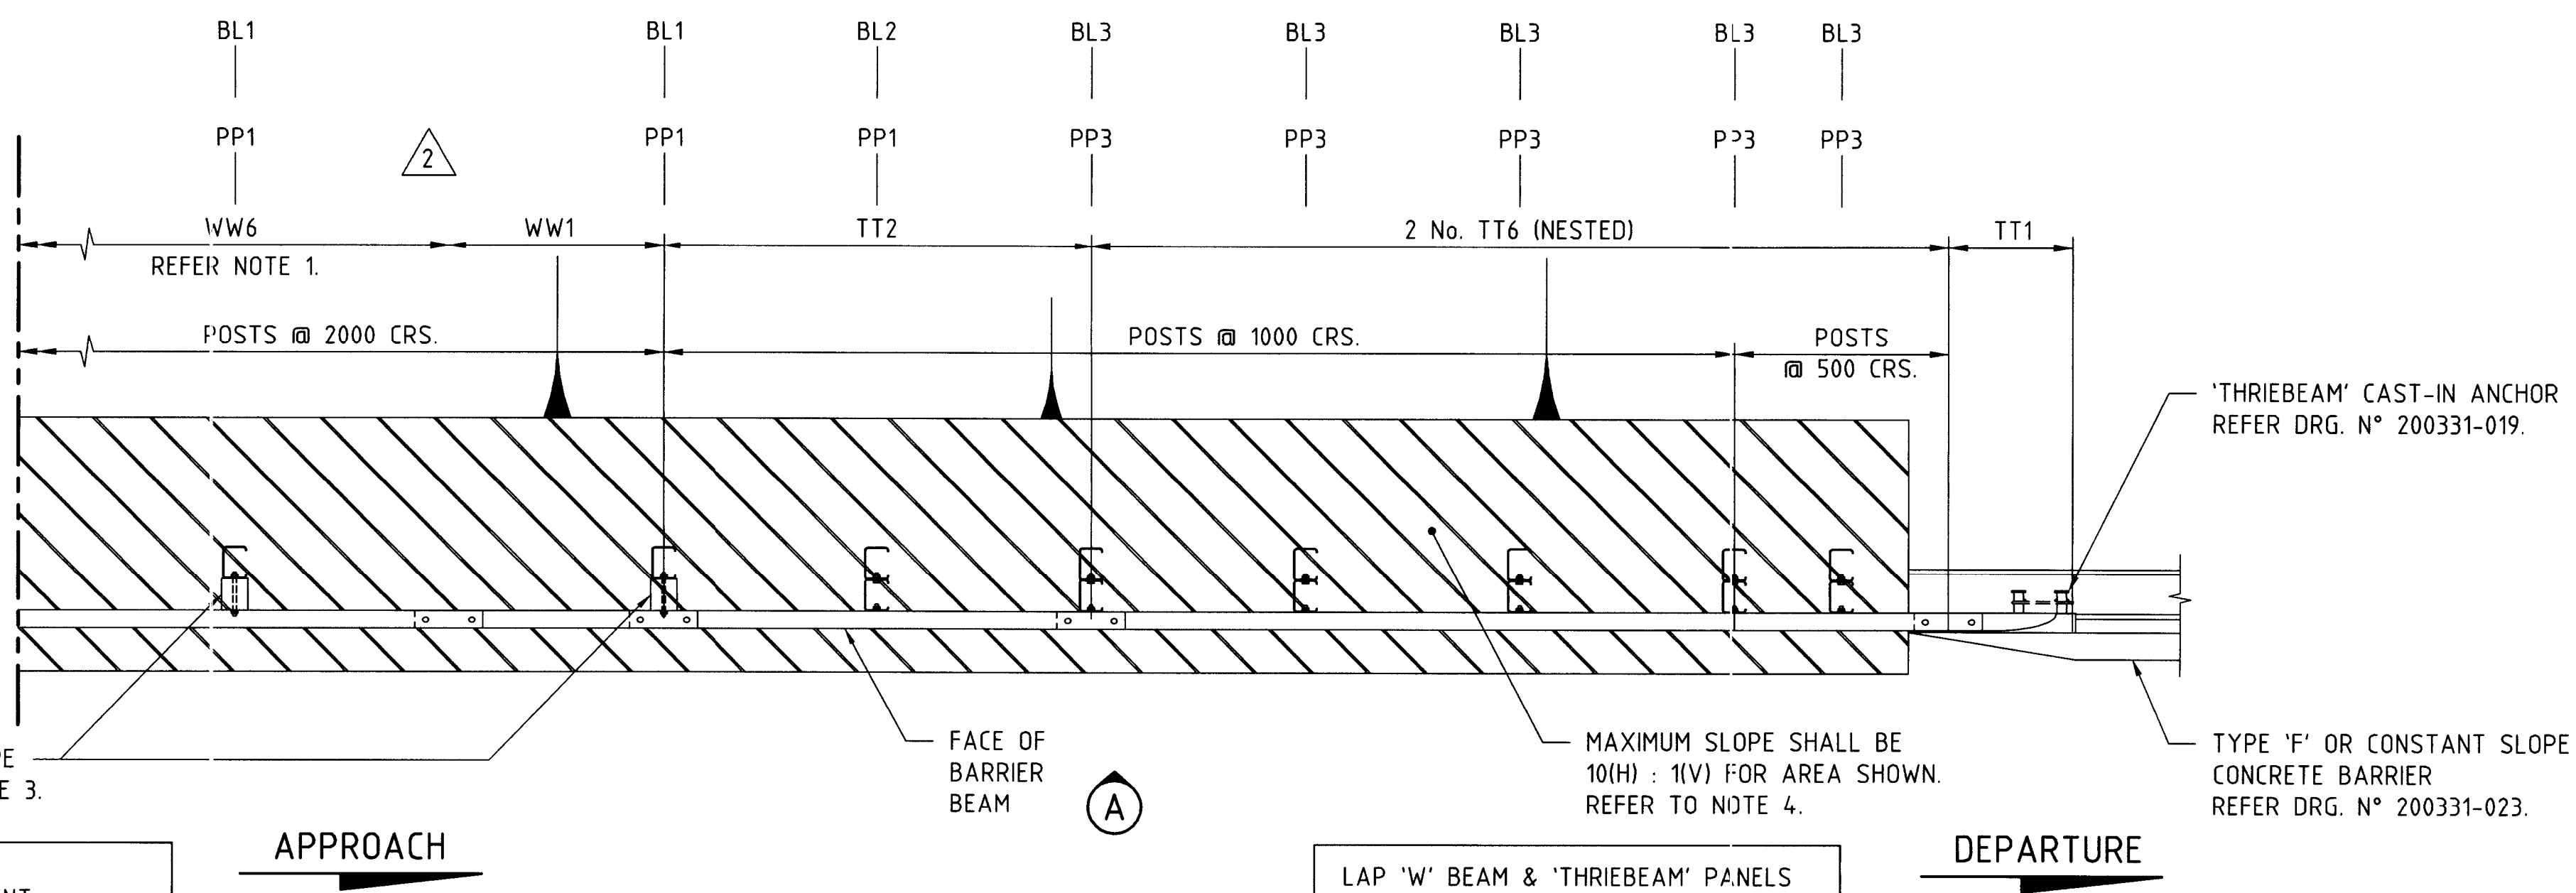 BL1 BL1 BL2 BL3 BL3 BL3 BL3 BL3
PP1 2 PP1 PP1 PP3 PP3 PP3 PP3 PP3
WW6 WW1 TT2 2 No. TT6 (NESTED) TT1
REFER NOTE 1.
POSTS @ 2000 CRS. POSTS @ 1000 CRS. POSTS
@ 500 CRS.
'THRIEBEAM' CAST-IN ANCHOR
REFER DRG. N° 200331-019.
PE
E 3.
FACE OF
BARRIER
BEAM
A
MAXIMUM SLOPE SHALL BE
10(H) : 1(V) FOR AREA SHOWN.
REFER TO NOTE 4.
TYPE 'F' OR CONSTANT SLOPE
CONCRETE BARRIER
REFER DRG. N° 200331-023.
APPROACH
DEPARTURE
NT
LAP 'W' BEAM & 'THRIEBEAM' PANELS